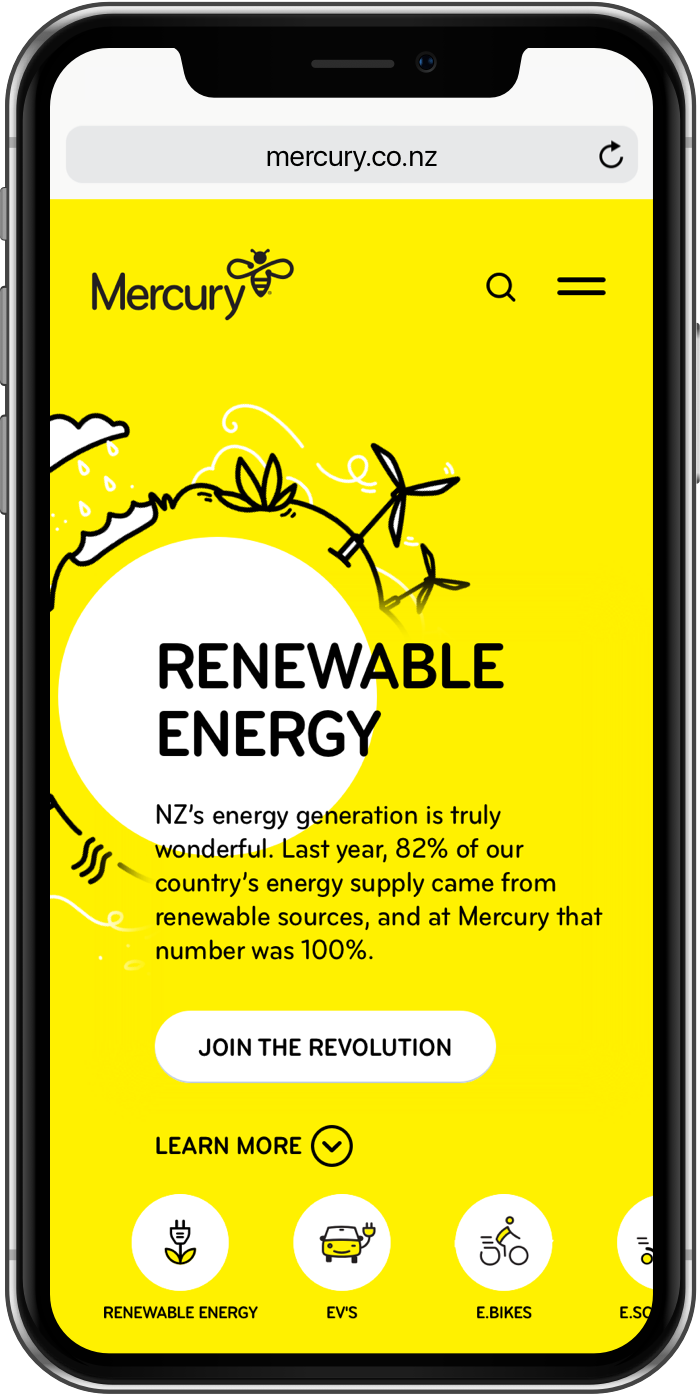 mercury.co.nz
Mercury
RENEWABLE
ENERGY
NZ's energy generation is truly
wonderful. Last year, 82% of our
country's energy supply came from
renewable sources, and at Mercury that
number was 100%.
JOIN THE REVOLUTION
LEARN MORE
RENEWABLE ENERGY
EV'S
E.BIKES